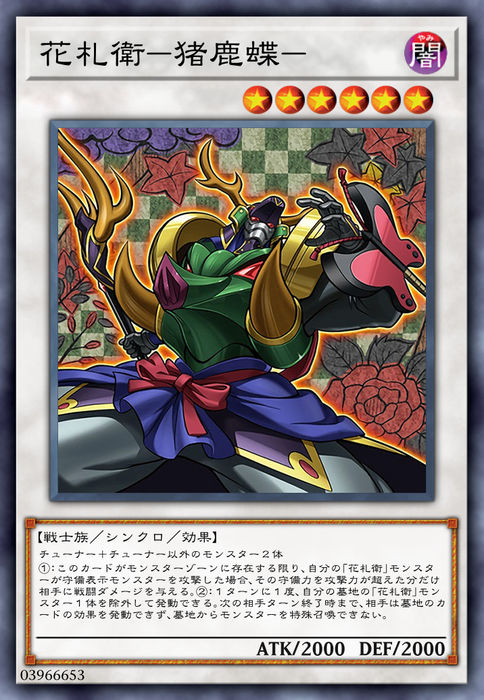 花札衛－猪鹿蝶－
やみ
闇
【戦士族／シンクロ／効果】
チューナー＋チューナー以外のモンスター２体
①：このカードがモンスターゾーンに存在する限り、自分の「花札衛」モンスタ
ーが守備表示モンスターを攻撃した場合、その守備力を攻撃力が超えた分だけ
相手に戦闘ダメージを与える。②：１ターンに１度、自分の墓地の「花札衛」モン
スター１体を除外して発動できる。次の相手ターン終了時まで、相手は墓地のカー
ドの効果を発動できず、墓地からモンスターを特殊召喚できない。
ATK/2000 DEF/2000
03966653